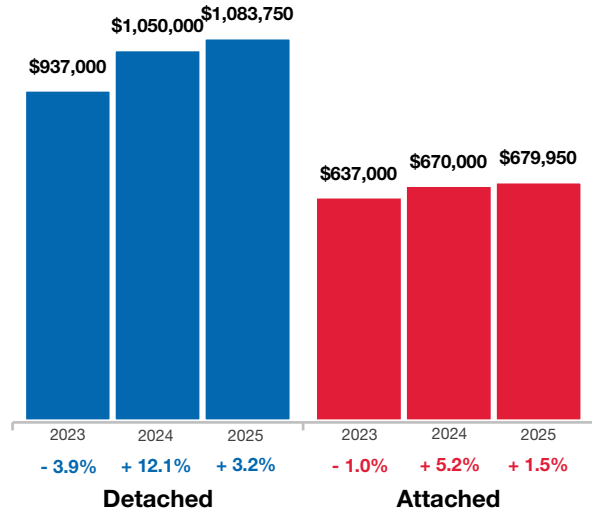 $937,000 $1,050,000 $1,083,750
$637,000 $670,000 $679,950
2023 2024 2025 2023 2024 2025
- 3.9% + 12.1% + 3.2% - 1.0% + 5.2% + 1.5%
Detached Attached